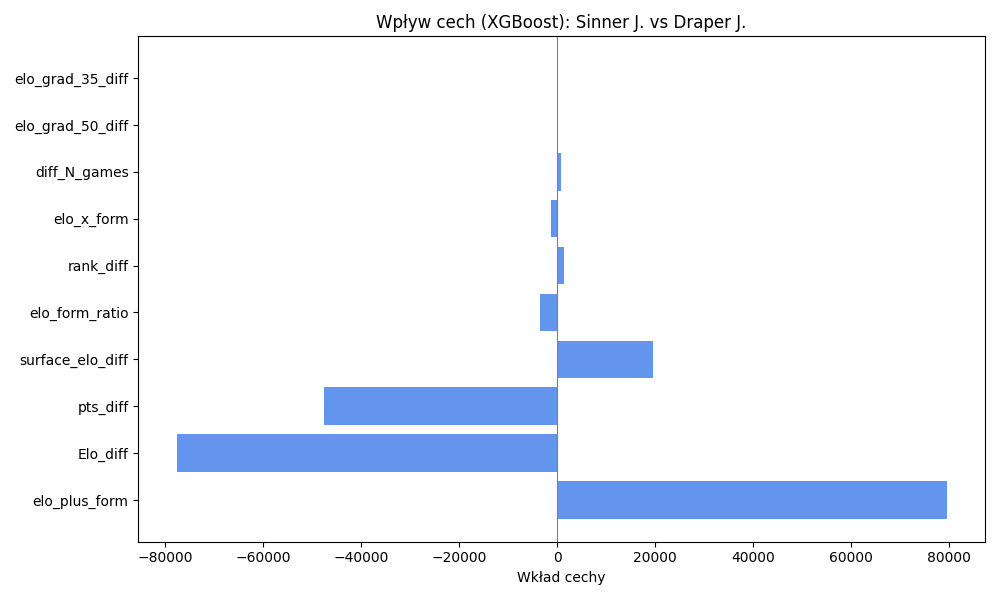 Wpływ cech (XGBoost): Sinner J. vs Draper J.
elo_grad_35_diff
elo_grad_50_diff
diff_N_games
elo_x_form
rank_diff
elo_form_ratio
surface_elo_diff
pts_diff
Elo_diff
elo_plus_form
−80000 −60000 −40000 −20000 0 20000 40000 60000 80000
Wkład cechy